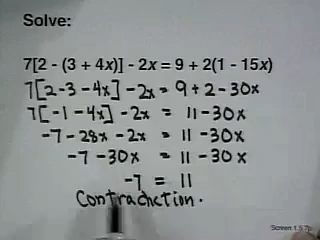 Solve:
7[2 - (3 + 4x)] - 2x = 9 + 2(1 - 15x)
7[2-3-4x] -2x = 9+2-30x
7[-1-4x] -2x = 11-30x
-7-28x-2x = 11-30x
-7-30x = 11-30x
-7 = 11
Contradiction.
Screen 1.5.7b